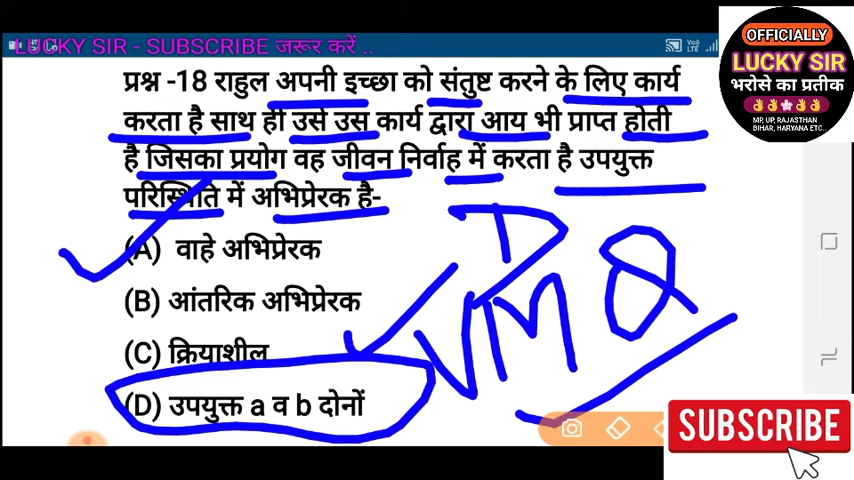 LUCKY SIR - SUBSCRIBE जरूर करें ..
OFFICIALLY
LUCKY SIR
भरोसे का प्रतीक
MP, UP, RAJASTHAN
BIHAR, HARYANA ETC..
प्रश्न -18 राहुल अपनी इच्छा को संतुष्ट करने के लिए कार्य
करता है साथ ही उसे उस कार्य द्वारा आय भी प्राप्त होती
है जिसका प्रयोग वह जीवन निर्वाह में करता है उपयुक्त
परिस्थिति में अभिप्रेरक है-
(A) वाहे अभिप्रेरक
(B) आंतरिक अभिप्रेरक
(C) क्रियाशील
(D) उपयुक्त a व b दोनों
SUBSCRIBE